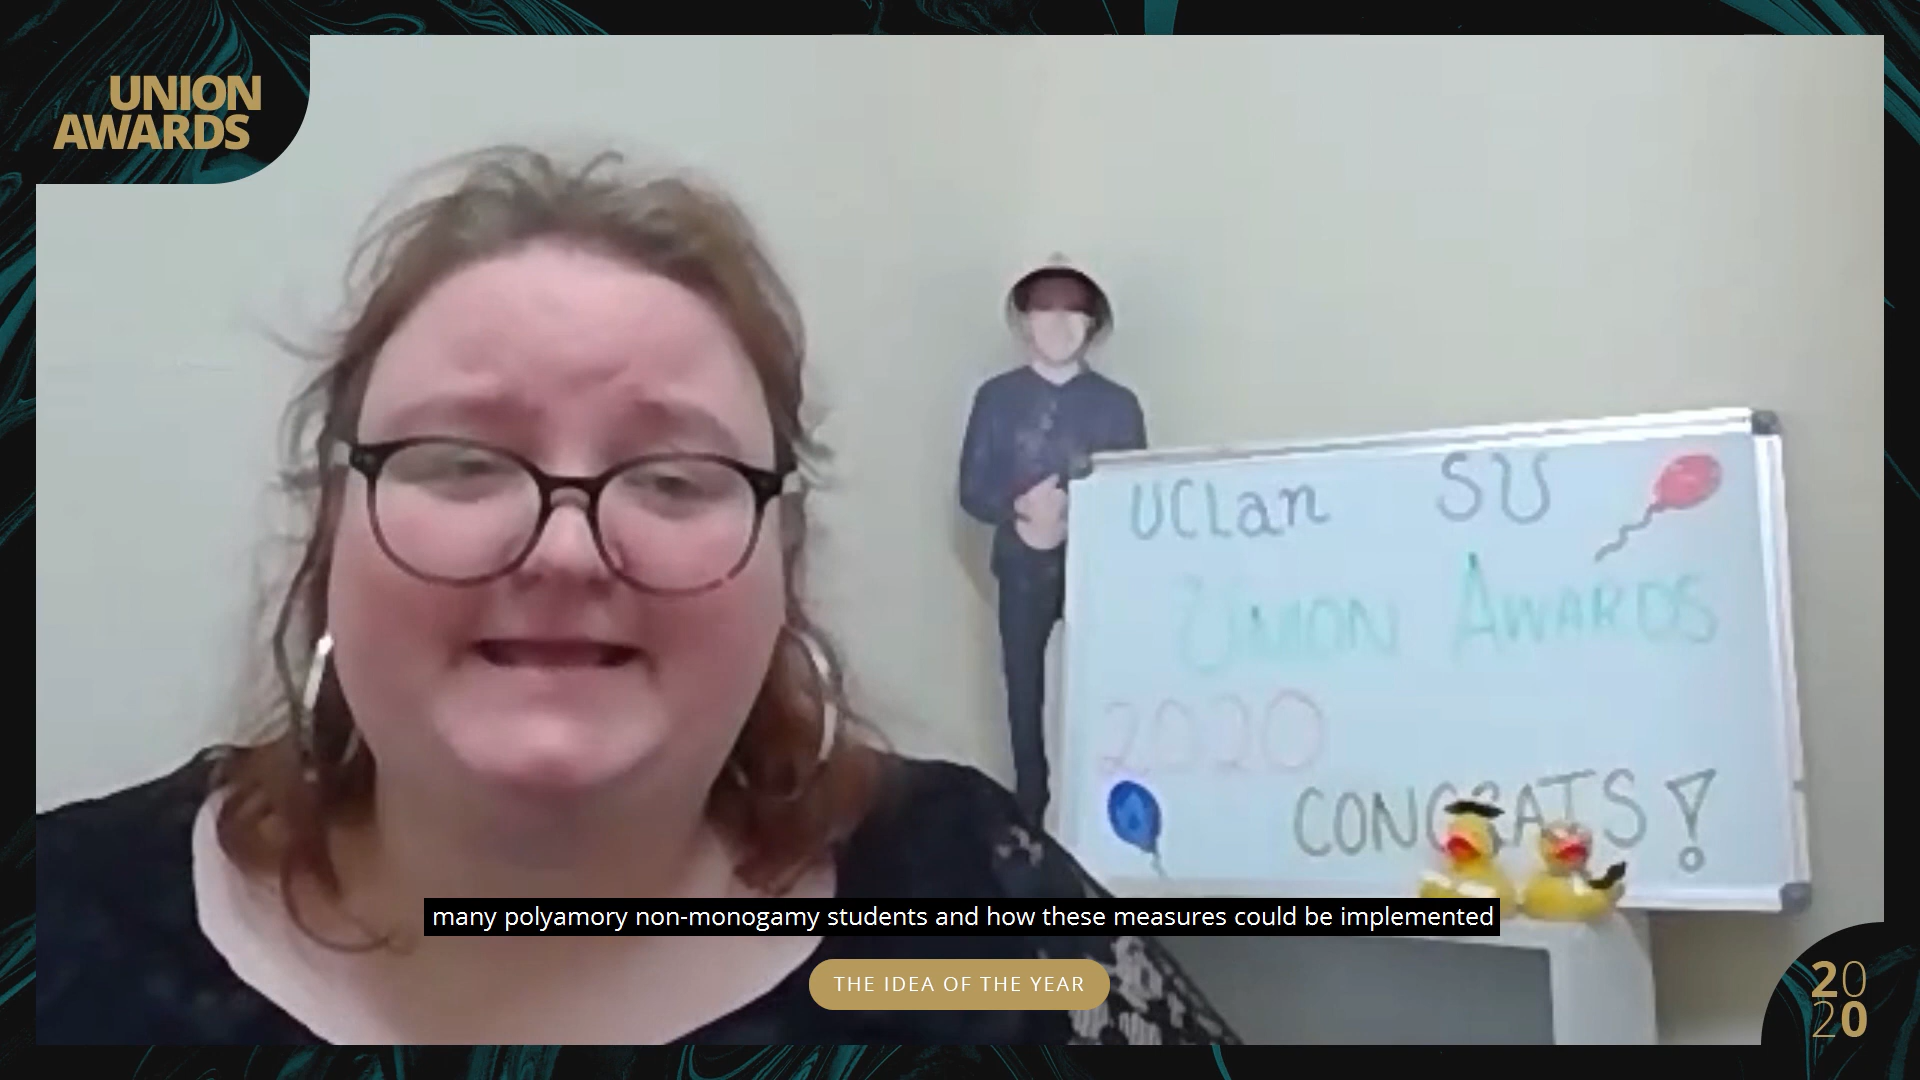 UNION
AWARDS
UCLan SU
UNION AWARDS
2020
CONGRATS!
many polyamory non-monogamy students and how these measures could be implemented
THE IDEA OF THE YEAR
20
20